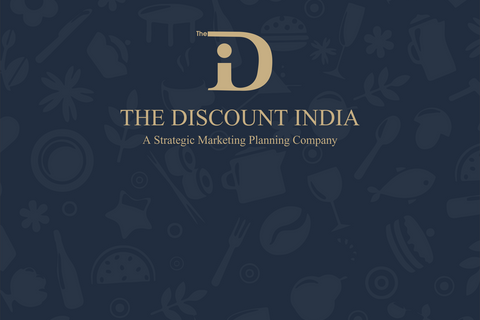 The
iD
THE DISCOUNT INDIA
A Strategic Marketing Planning Company